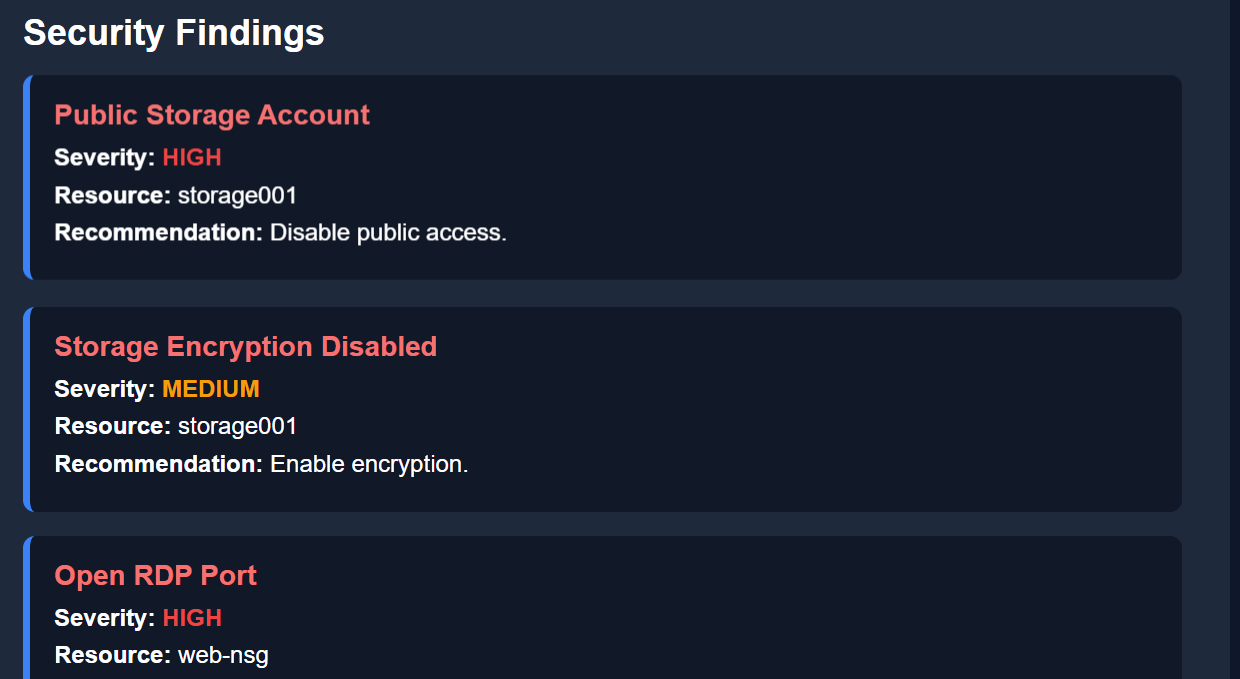 Security Findings
Public Storage Account
Severity: HIGH
Resource: storage001
Recommendation: Disable public access.
Storage Encryption Disabled
Severity: MEDIUM
Resource: storage001
Recommendation: Enable encryption.
Open RDP Port
Severity: HIGH
Resource: web-nsg